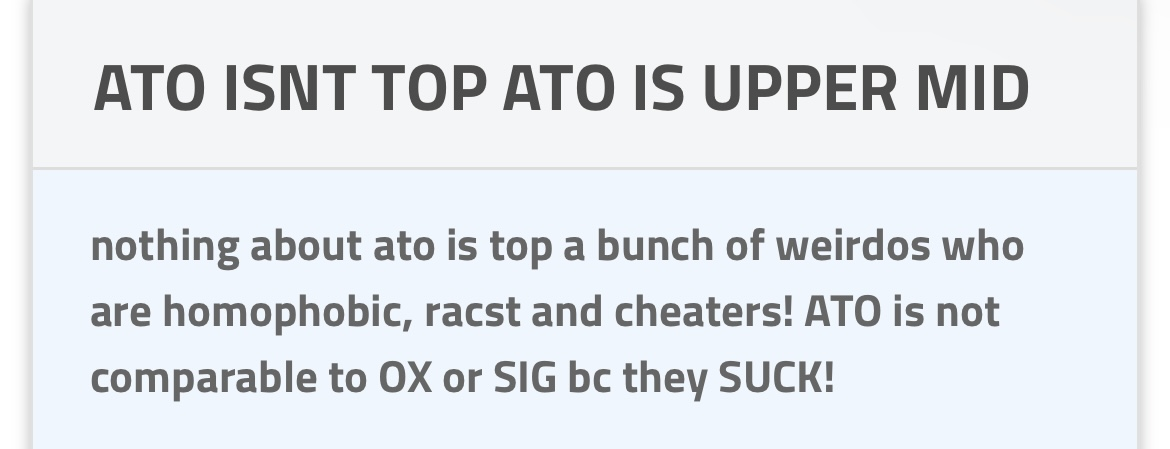 ATO ISNT TOP ATO IS UPPER MID
nothing about ato is top a bunch of weirdos who
are homophobic, racst and cheaters! ATO is not
comparable to OX or SIG bc they SUCK!